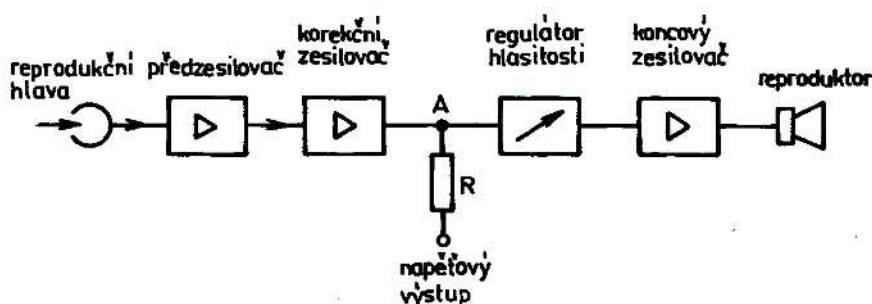 reprodukční
hlava
předzesilovač
korekční
zesilovač
A
R
napěťový
výstup
regulátor
hlasitosti
koncový
zesilovač
reproduktor